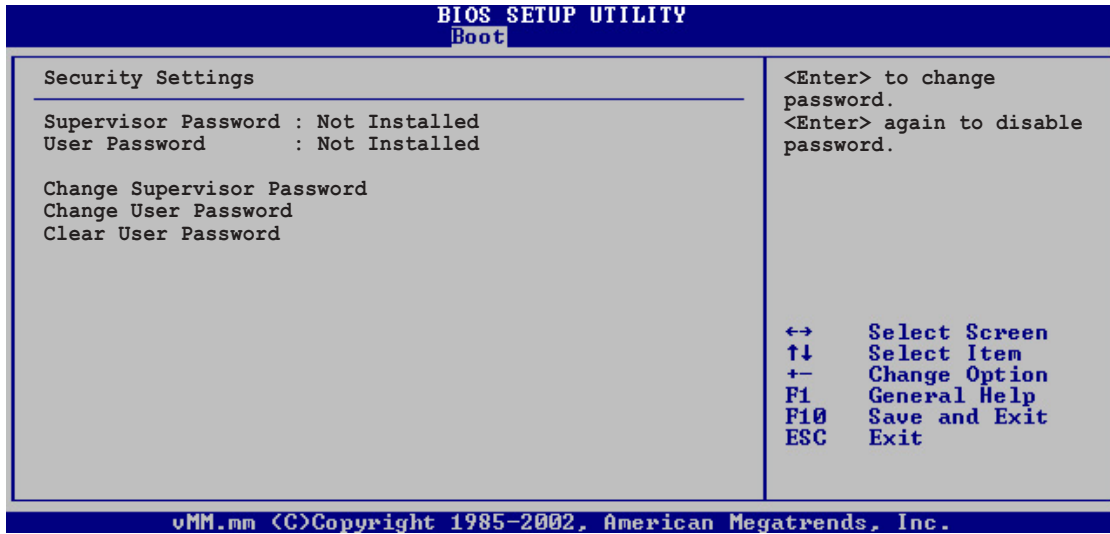 BIOS SETUP UTILITY
Boot
Security Settings
Supervisor Password : Not Installed
User Password : Not Installed
Change Supervisor Password
Change User Password
Clear User Password
<Enter> to change
password.
<Enter> again to disable
password.
←→ Select Screen
↑↓ Select Item
+− Change Option
F1 General Help
F10 Save and Exit
ESC Exit
vMM.mm (C)Copyright 1985-2002, American Megatrends, Inc.